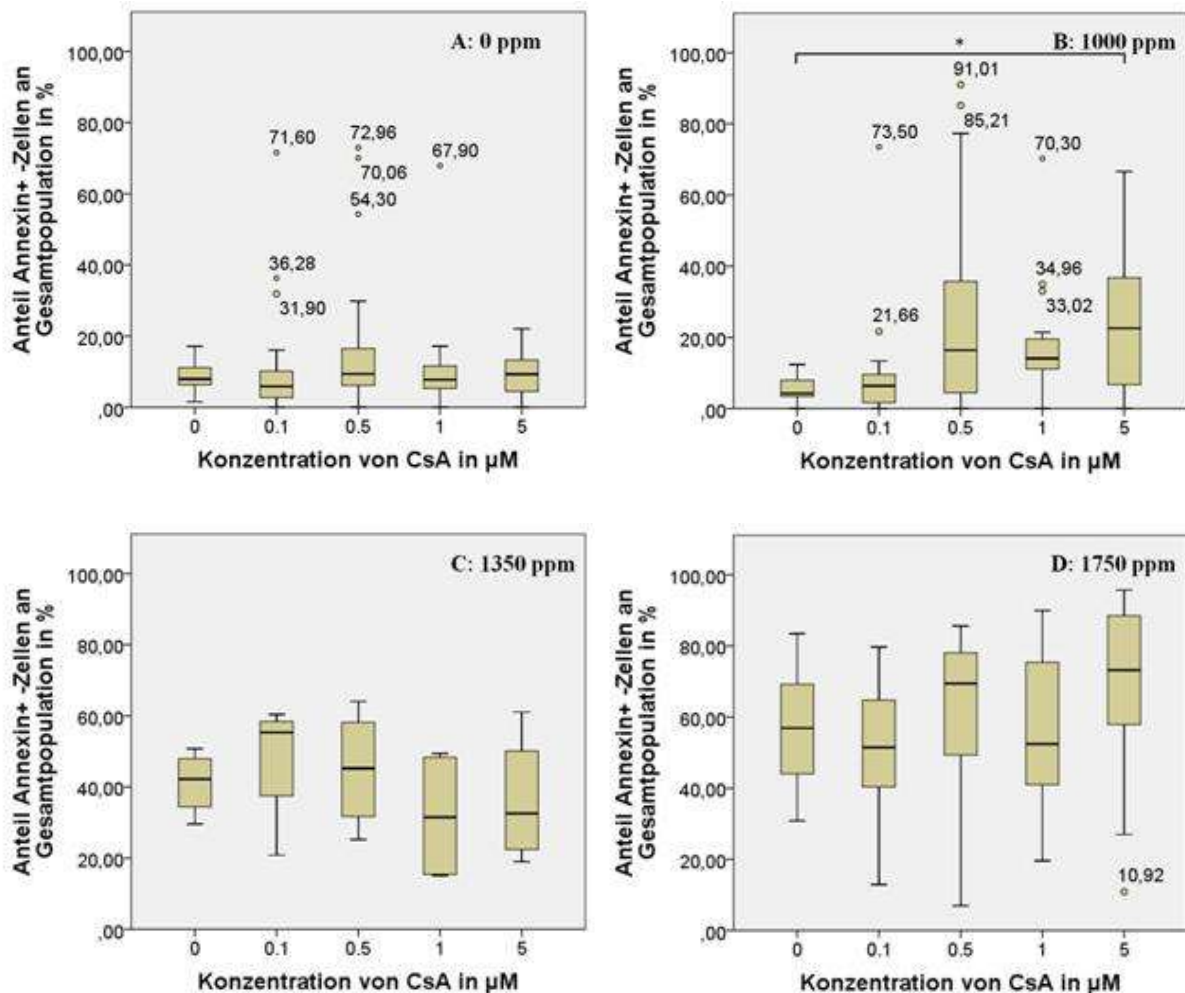 Anteil Annexin+ -Zellen an
Gesamtpopulation in %
100,00
80,00
60,00
40,00
20,00
,00
A: 0 ppm
71,60
36,28
31,90
72,96
70,06
54,30
67,90
0 0.1 0.5 1 5
Konzentration von CsA in µM
Anteil Annexin+ -Zellen an
Gesamtpopulation in %
100,00
80,00
60,00
40,00
20,00
,00
*
B: 1000 ppm
73,50
21,66
91,01
85,21
70,30
34,96
33,02
0 0.1 0.5 1 5
Konzentration von CsA in µM
Anteil Annexin+ -Zellen an
Gesamtpopulation in %
100,00
80,00
60,00
40,00
20,00
,00
C: 1350 ppm
0 0.1 0.5 1 5
Konzentration von CsA in µM
Anteil Annexin+ -Zellen an
Gesamtpopulation in %
100,00
80,00
60,00
40,00
20,00
,00
D: 1750 ppm
10,92
0 0.1 0.5 1 5
Konzentration von CsA in µM